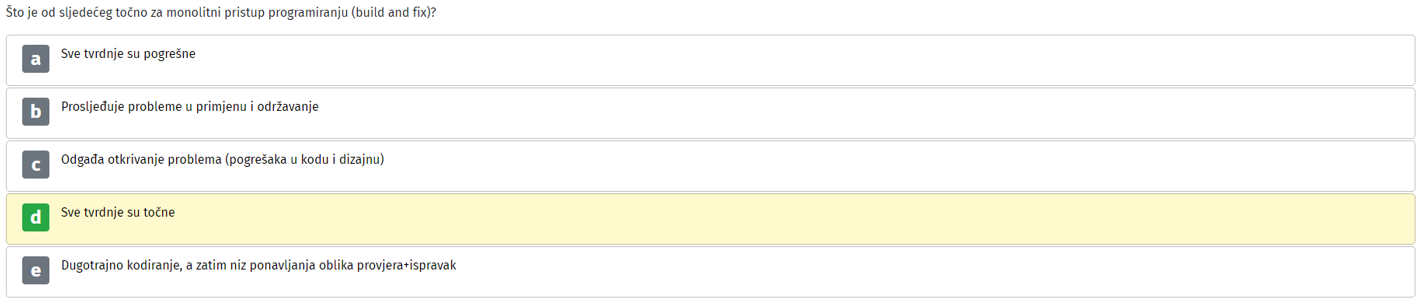 Što je od sljedećeg točno za monolitni pristup programiranju (build and fix)?
a Sve tvrdnje su pogrešne
b Prosljeđuje probleme u primjenu i održavanje
c Odgađa otkrivanje problema (pogrešaka u kodu i dizajnu)
d Sve tvrdnje su točne
e Dugotrajno kodiranje, a zatim niz ponavljanja oblika provjera+ispravak